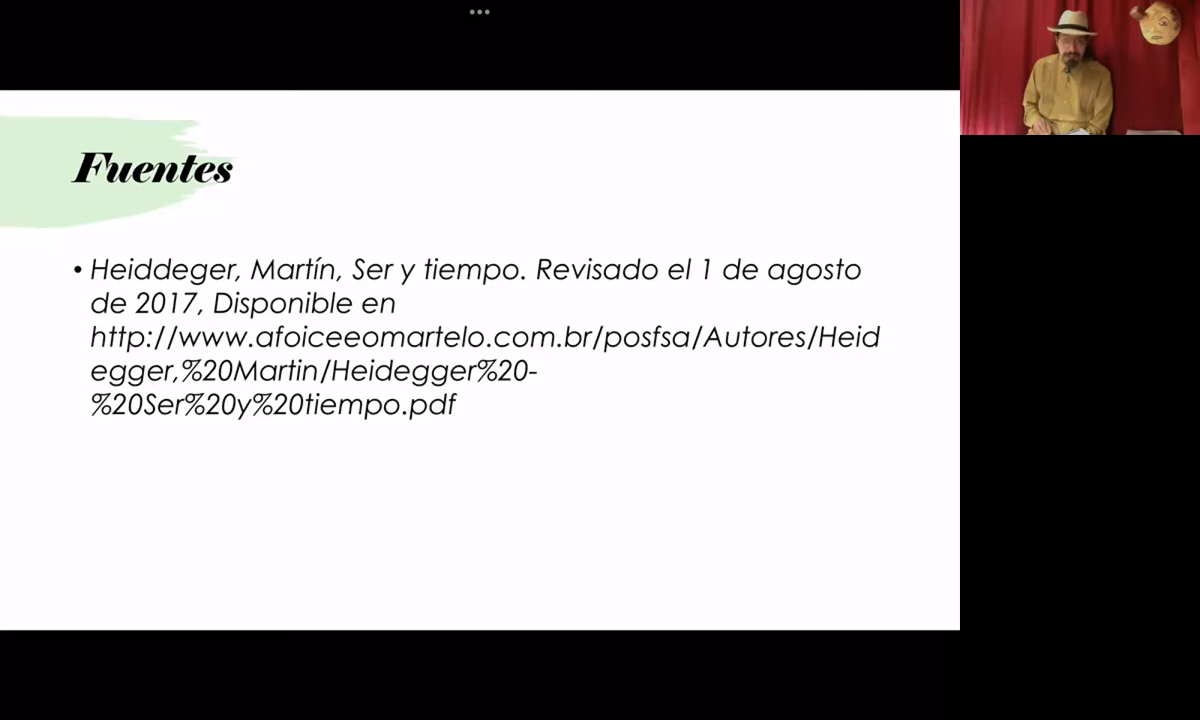 Fuentes
• Heiddeger, Martín, Ser y tiempo. Revisado el 1 de agosto
de 2017, Disponible en
http://www.afoiceeomartelo.com.br/posfsa/Autores/Heid
egger,%20Martin/Heidegger%20-
%20Ser%20y%20tiempo.pdf